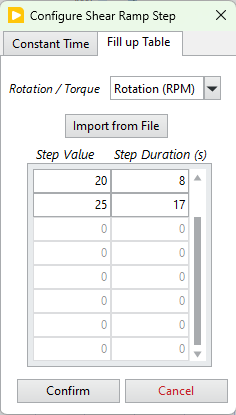 Configure Shear Ramp Step
Constant Time Fill up Table
Rotation / Torque Rotation (RPM)
Import from File
Step Value Step Duration (s)
20 8
25 17
0 0
0 0
0 0
0 0
0 0
0 0
Confirm Cancel